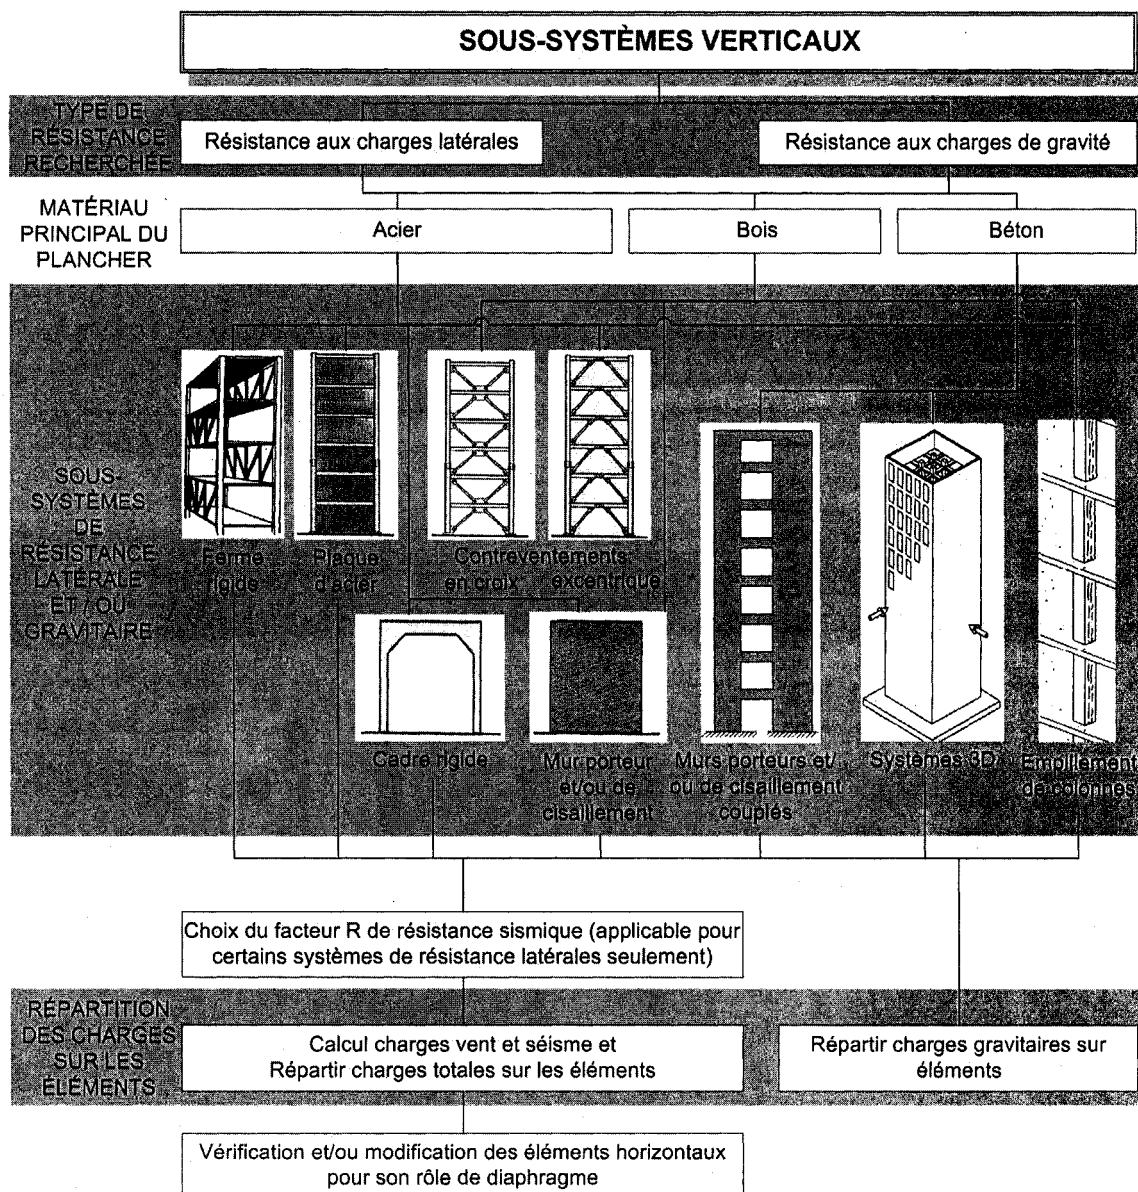 SOUS-SYSTÈMES VERTICAUX
TYPE DE
RÉSISTANCE
RECHERCHÉE
Résistance aux charges latérales
Résistance aux charges de gravité
MATÉRIAU
PRINCIPAL DU
PLANCHER
Acier
Bois
Béton
SOUS-
SYSTÈMES
DE
RÉSISTANCE
LATÉRALE
ET / OU
GRAVITAIRE
Ferme
rigide
Plaque
d'acier
Contreventements
en croix
excentrique
Cadre rigide
Mur porteur
et/ou de
cisaillement
Murs porteurs et/
ou de cisaillement
couplés
Systèmes 3D
Empilement
de colonnes
Choix du facteur R de résistance sismique (applicable pour
certains systèmes de résistance latérales seulement)
RÉPARTITION
DES CHARGES
SUR LES
ÉLÉMENTS
Calcul charges vent et séisme et
Répartir charges totales sur les éléments
Répartir charges gravitaires sur
éléments
Vérification et/ou modification des éléments horizontaux
pour son rôle de diaphragme